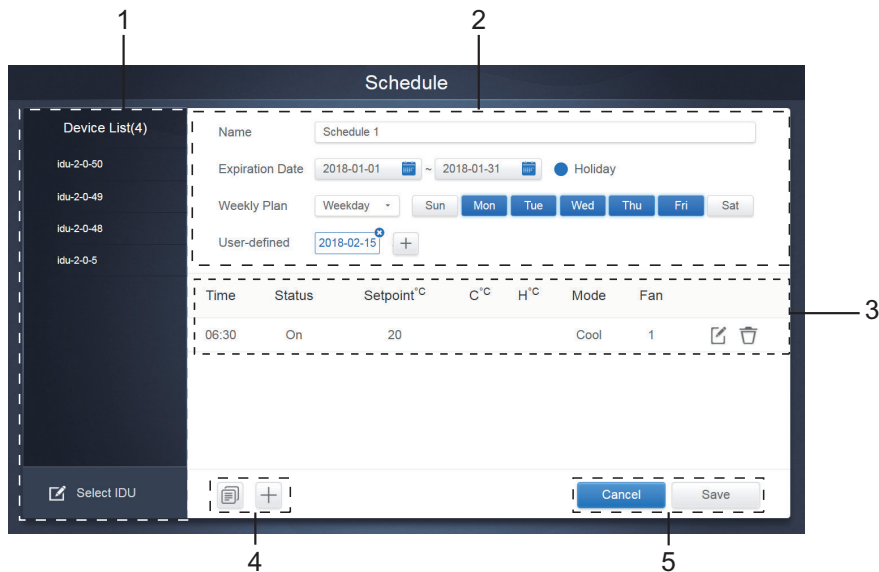 1 2
Schedule
Device List(4)
idu-2-0-50
idu-2-0-49
idu-2-0-48
idu-2-0-5
Select IDU
Name Schedule 1
Expiration Date 2018-01-01 ~ 2018-01-31 Holiday
Weekly Plan Weekday Sun Mon Tue Wed Thu Fri Sat
User-defined 2018-02-15 +
Time Status Setpoint°C C°C H°C Mode Fan
06:30 On 20 Cool 1
3
Cancel Save
4 5